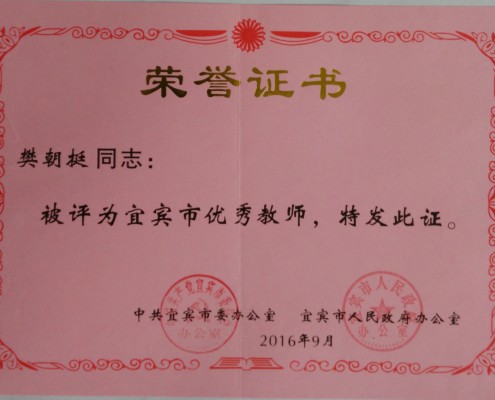 荣誉证书
樊朝挺同志：
被评为宜宾市优秀教师，特发此证。
中共宜宾市委办公室 宜宾市人民政府办公室
2016年9月